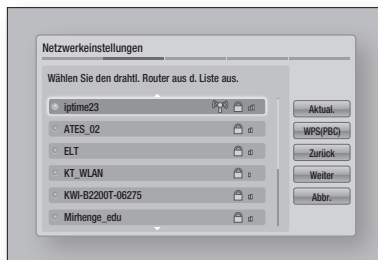 Netzwerkeinstellungen
Wählen Sie den drahtl. Router aus d. Liste aus.
iptime23
ATES_02
ELT
KT_WLAN
KWI-B2200T-06275
Mirhenge_edu
Aktual.
WPS(PBC)
Zurück
Weiter
Abbr.